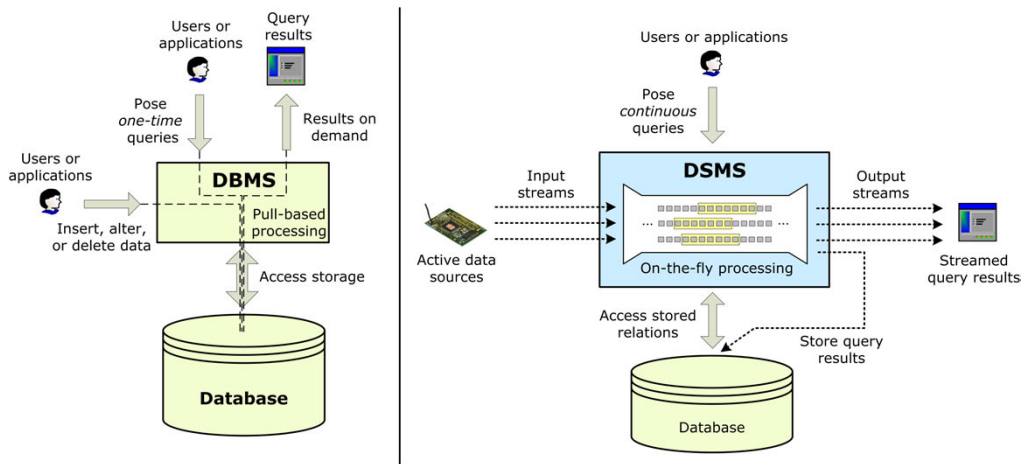 Users or
applications
Query
results
Pose
one-time
queries
Results on
demand
Users or
applications
DBMS
Pull-based
processing
Insert, alter,
or delete data
Access storage
Database
Users or applications
Pose
continuous
queries
DSMS
Input
streams
Output
streams
...
...
On-the-fly processing
Active data
sources
Streamed
query results
Access stored
relations
Store query
results
Database